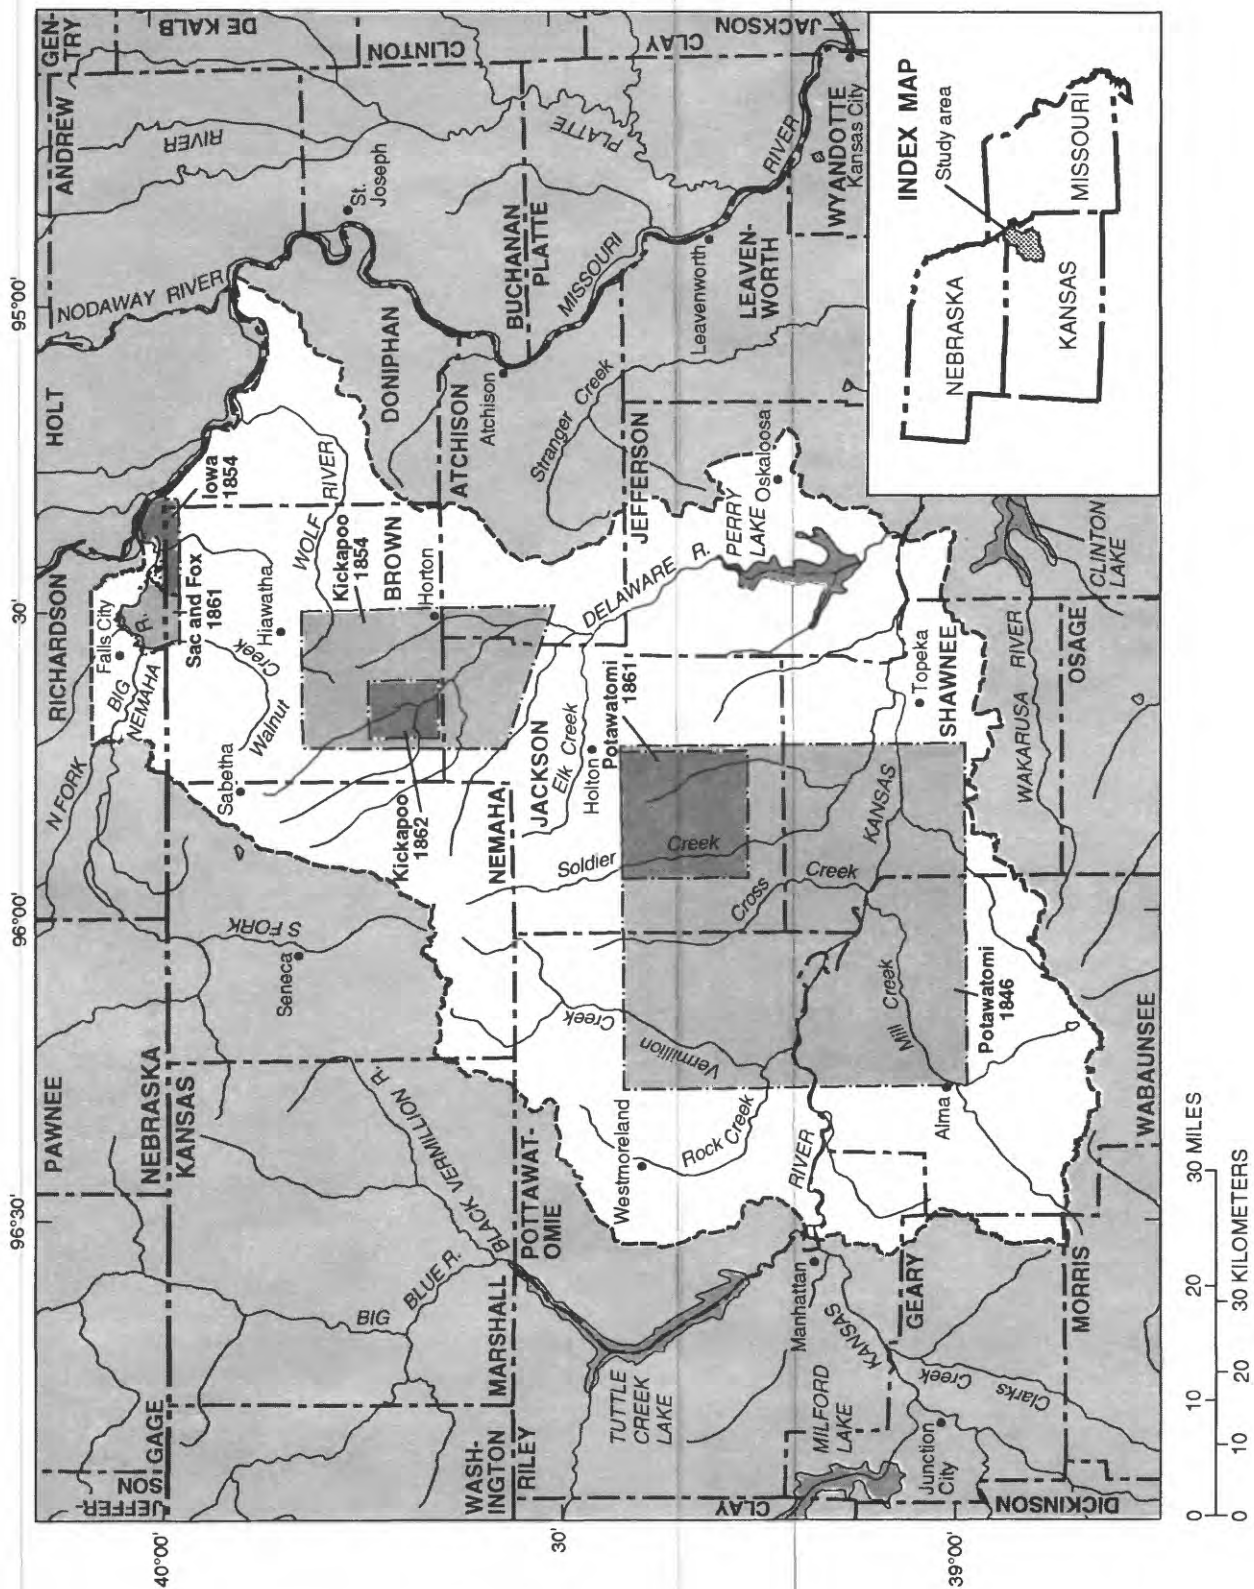 96°30'
96°00'
95°00'
40°00'
30'
39°00'
30'
JEFFER-
SON
GAGE
PAWNEE
RICHARDSON
HOLT
ANDREW
GEN-
TRY
DE KALB
CLINTON
CLAY
JACKSON
NEBRASKA
KANSAS
WASH-
INGTON
MARSHALL
NEMAHA
BROWN
DONIPHAN
BUCHANAN
PLATTE
ATCHISON
RILEY
POTTAWAT-
OMIE
JACKSON
JEFFERSON
LEAVEN-
WORTH
WYANDOTTE
CLAY
DICKINSON
GEARY
MORRIS
WABAUNSEE
SHAWNEE
OSAGE
NODAWAY RIVER
RIVER
PLATTE
MISSOURI
RIVER
N FORK
BIG
NEMAHA
R.
S FORK
Walnut
Creek
WOLF
RIVER
BIG
BLUE R.
BLACK VERMILLION R.
TUTTLE
CREEK
LAKE
MILFORD
LAKE
KANSAS
RIVER
Clarks
Creek
Rock Creek
Vermillion
Creek
Mill
Creek
Cross
Creek
Soldier
Creek
KANSAS
Elk Creek
DELAWARE R.
PERRY
LAKE
Stranger Creek
WAKARUSA RIVER
CLINTON
LAKE
Falls City
Sabetha
Hiawatha
Seneca
Horton
Holton
St.
Joseph
Atchison
Leavenworth
Kansas City
Oskaloosa
Topeka
Westmoreland
Manhattan
Junction
City
Alma
Iowa
1854
Sac and Fox
1861
Kickapoo
1854
Kickapoo
1862
Potawatomi
1861
Potawatomi
1846
INDEX MAP
Study area
NEBRASKA
KANSAS
MISSOURI
0 10 20 30 MILES
0 10 20 30 KILOMETERS